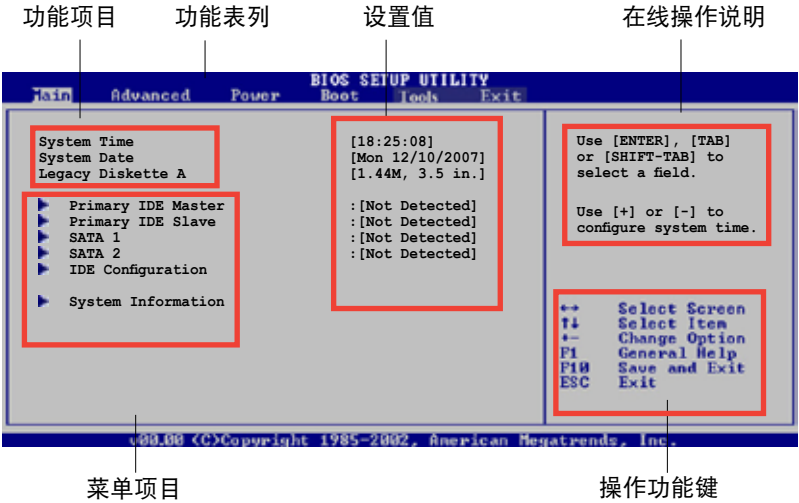 功能项目 功能表列 设置值 在线操作说明
BIOS SETUP UTILITY
Main Advanced Power Boot Tools Exit
System Time [18:25:08]
System Date [Mon 12/10/2007]
Legacy Diskette A [1.44M, 3.5 in.]
Primary IDE Master :[Not Detected]
Primary IDE Slave :[Not Detected]
SATA 1 :[Not Detected]
SATA 2 :[Not Detected]
IDE Configuration
System Information
Use [ENTER], [TAB]
or [SHIFT-TAB] to
select a field.
Use [+] or [-] to
configure system time.
←→ Select Screen
↑↓ Select Item
+- Change Option
F1 General Help
F10 Save and Exit
ESC Exit
v00.00 (C)Copyright 1985-2002, American Megatrends, Inc.
菜单项目 操作功能键